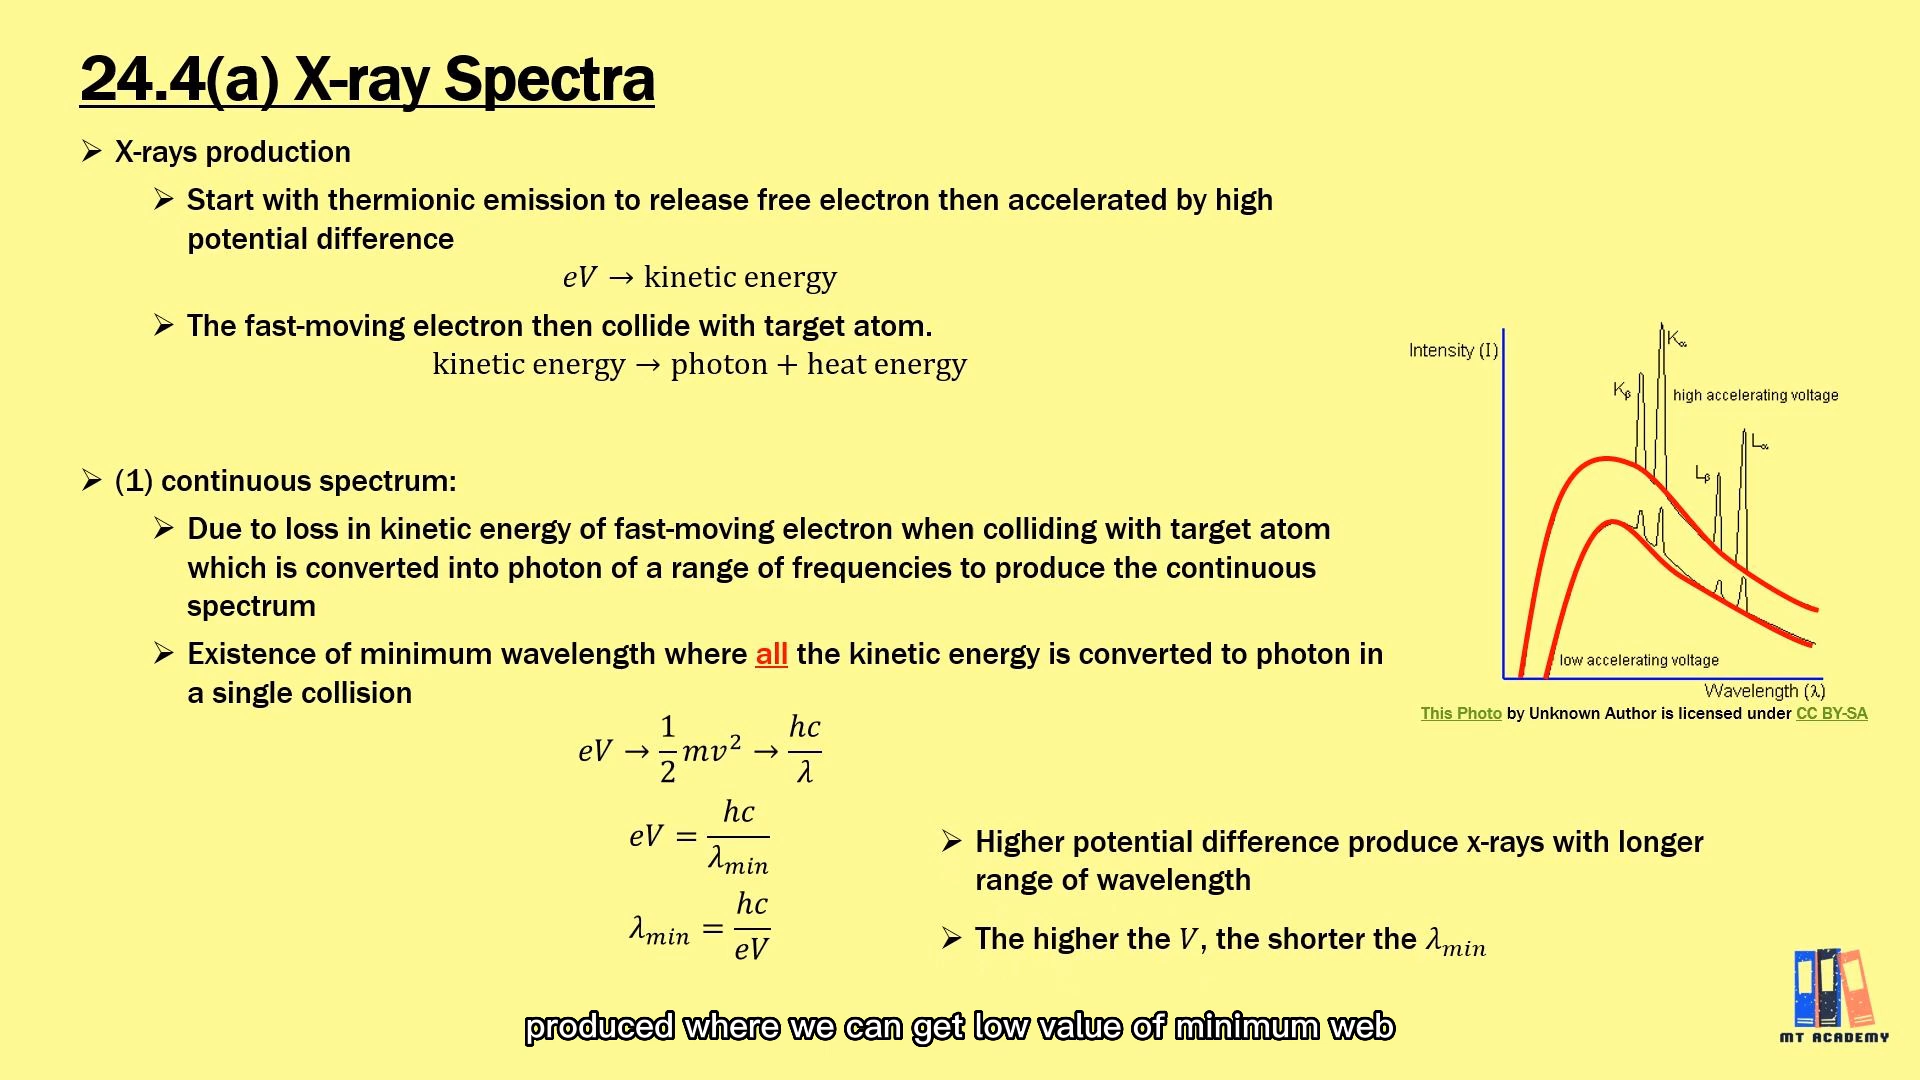 24.4(a) X-ray Spectra
➢ X-rays production
➢ Start with thermionic emission to release free electron then accelerated by high
potential difference
eV → kinetic energy
➢ The fast-moving electron then collide with target atom.
kinetic energy → photon + heat energy
➢ (1) continuous spectrum:
➢ Due to loss in kinetic energy of fast-moving electron when colliding with target atom
which is converted into photon of a range of frequencies to produce the continuous
spectrum
➢ Existence of minimum wavelength where all the kinetic energy is converted to photon in
a single collision
eV → 1/2 mv² → hc/λ
eV = hc/λ_min
λ_min = hc/eV
Intensity (I)
K_α
K_β
high accelerating voltage
L_α
L_β
low accelerating voltage
Wavelength (λ)
This Photo by Unknown Author is licensed under CC BY-SA
➢ Higher potential difference produce x-rays with longer
range of wavelength
➢ The higher the V, the shorter the λ_min
produced where we can get low value of minimum web
MT ACADEMY